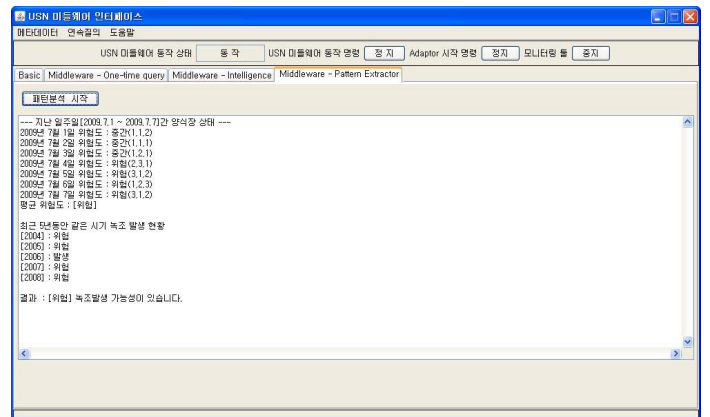 USN 미들웨어 인터페이스
메타데이터 연속질의 도움말
USN 미들웨어 동작 상태 동 작 USN 미들웨어 동작 명령 정 지 Adaptor 시작 명령 정지 모니터링 툴 중지
Basic Middleware - One-time query Middleware - Intelligence Middleware - Pattern Extractor
패턴분석 시작
--- 지난 일주일[2009.7.1 ~ 2009.7.7]간 양식장 상태 ---
2009년 7월 1일 위험도 : 중간(1,1,2)
2009년 7월 2일 위험도 : 중간(1,1,1)
2009년 7월 3일 위험도 : 중간(1,2,1)
2009년 7월 4일 위험도 : 위험(2,3,1)
2009년 7월 5일 위험도 : 위험(3,1,2)
2009년 7월 6일 위험도 : 위험(1,2,3)
2009년 7월 7일 위험도 : 위험(3,1,2)
평균 위험도 : [위험]
최근 5년동안 같은 시기 녹조 발생 현황
[2004] : 위험
[2005] : 위험
[2006] : 발생
[2007] : 위험
[2008] : 위험
결과 : [위험] 녹조발생 가능성이 있습니다.